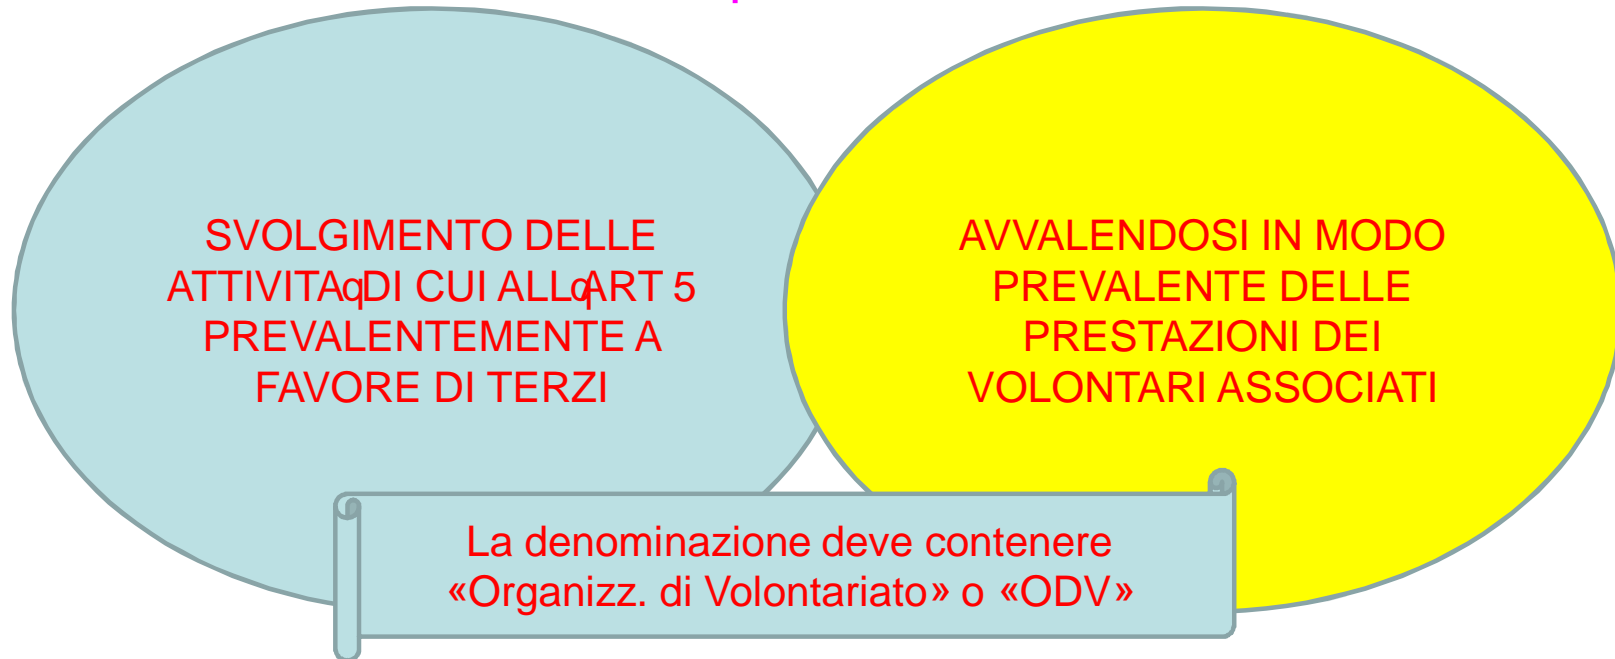 SVOLGIMENTO DELLE
ATTIVITAqDI CUI ALLqART 5
PREVALENTEMENTE A
FAVORE DI TERZI
AVVALENDOSI IN MODO
PREVALENTE DELLE
PRESTAZIONI DEI
VOLONTARI ASSOCIATI
La denominazione deve contenere
«Organizz. di Volontariato» o «ODV»